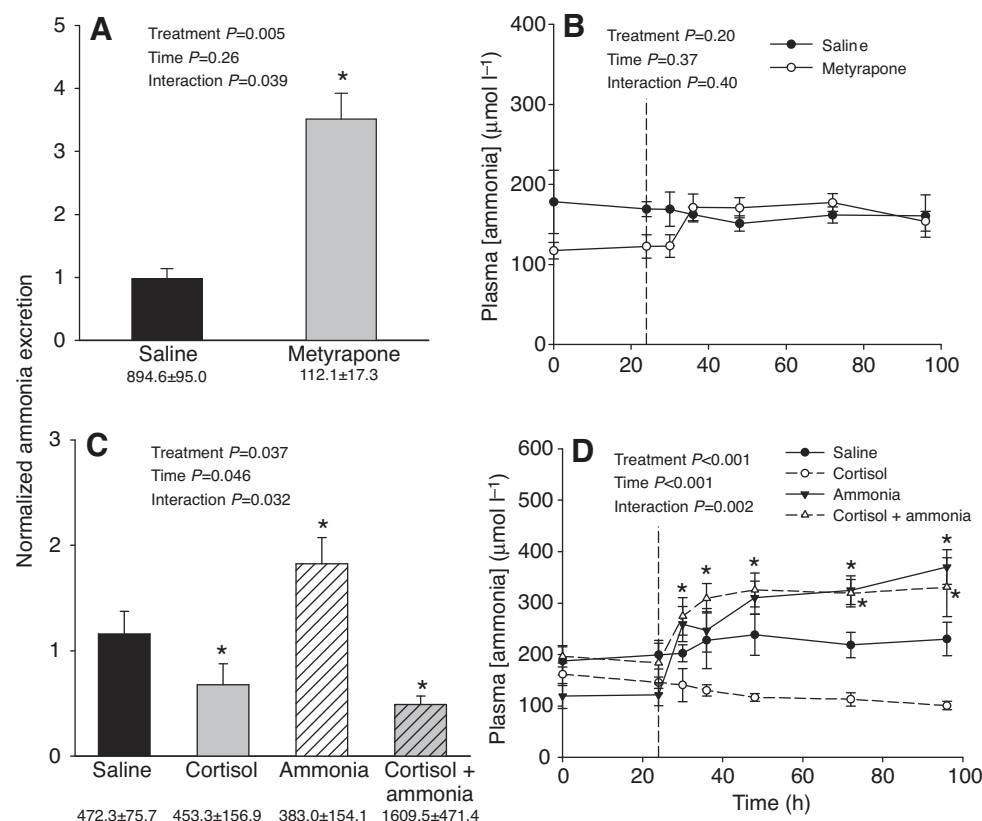 Normalized ammonia excretion
A
Treatment P=0.005
Time P=0.26
Interaction P=0.039
5
4
3
2
1
0
*
Saline
Metyrapone
894.6±95.0
112.1±17.3
B
Treatment P=0.20
Time P=0.37
Interaction P=0.40
Saline
Metyrapone
Plasma [ammonia] (μmol l–1)
400
300
200
100
0
0 20 40 60 80 100
C
Treatment P=0.037
Time P=0.046
Interaction P=0.032
3
2
1
0
*
*
*
Saline
Cortisol
Ammonia
Cortisol +
ammonia
472.3±75.7
453.3±156.9
383.0±154.1
1609.5±471.4
D
Treatment P<0.001
Time P<0.001
Interaction P=0.002
Saline
Cortisol
Ammonia
Cortisol + ammonia
Plasma [ammonia] (μmol l–1)
600
500
400
300
200
100
0
* * * * * * *
0 20 40 60 80 100
Time (h)